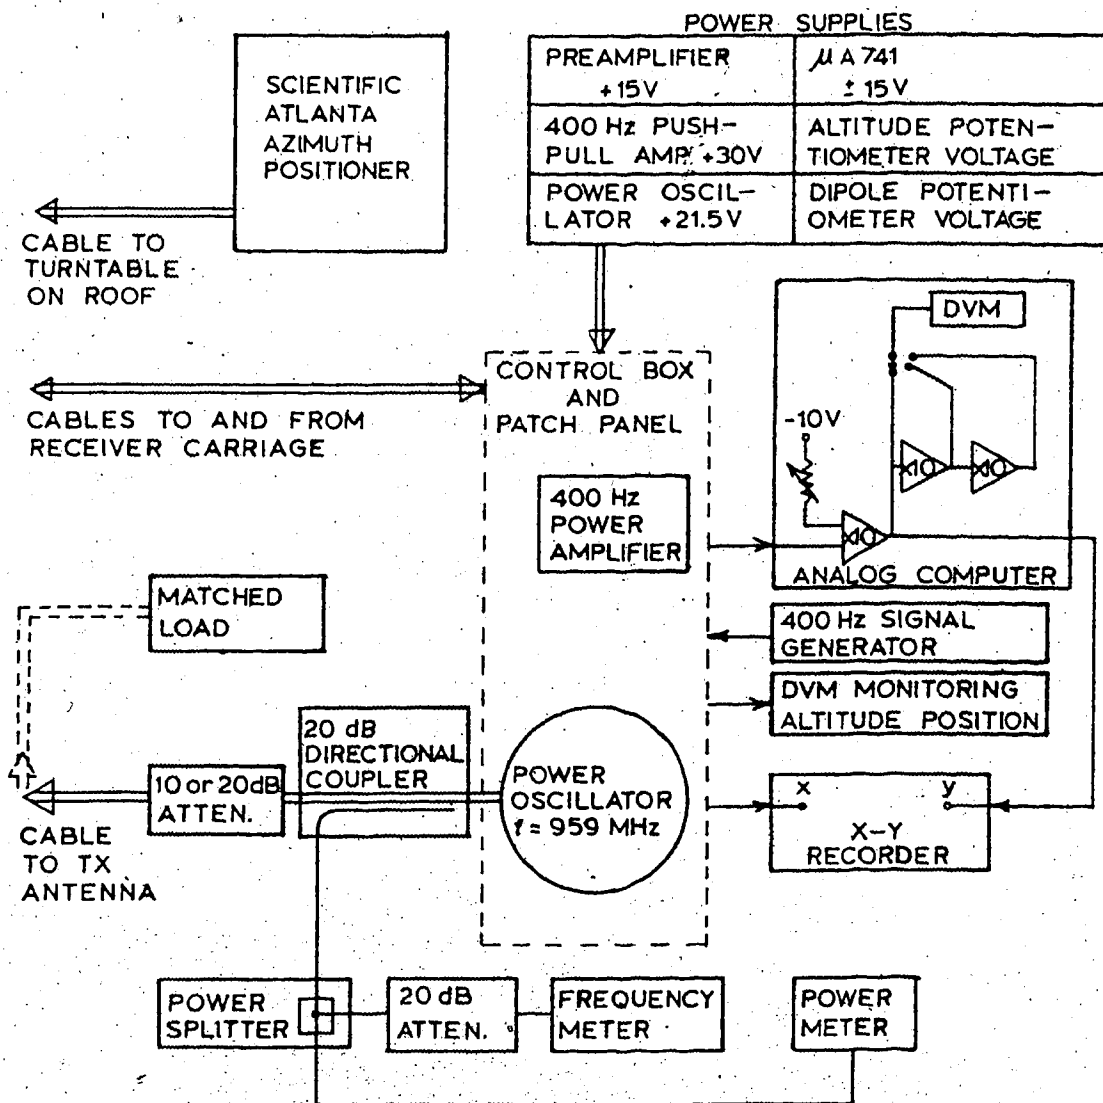 POWER SUPPLIES
PREAMPLIFIER
+15V
μA741
± 15V
400 Hz PUSH-
PULL AMP. +30V
ALTITUDE POTEN-
TIOMETER VOLTAGE
POWER OSCIL-
LATOR +21.5V
DIPOLE POTENTI-
OMETER VOLTAGE
SCIENTIFIC
ATLANTA
AZIMUTH
POSITIONER
CABLE TO
TURNTABLE
ON ROOF
CABLES TO AND FROM
RECEIVER CARRIAGE
CONTROL BOX
AND
PATCH PANEL
400 Hz
POWER
AMPLIFIER
DVM
-10V
x10
x10
x10
ANALOG COMPUTER
400 Hz SIGNAL
GENERATOR
DVM MONITORING
ALTITUDE POSITION
MATCHED
LOAD
20 dB
DIRECTIONAL
COUPLER
10 or 20dB
ATTEN.
CABLE
TO TX
ANTENNA
POWER
OSCILLATOR
f = 959 MHz
x y
X-Y
RECORDER
POWER
SPLITTER
20 dB
ATTEN.
FREQUENCY
METER
POWER
METER